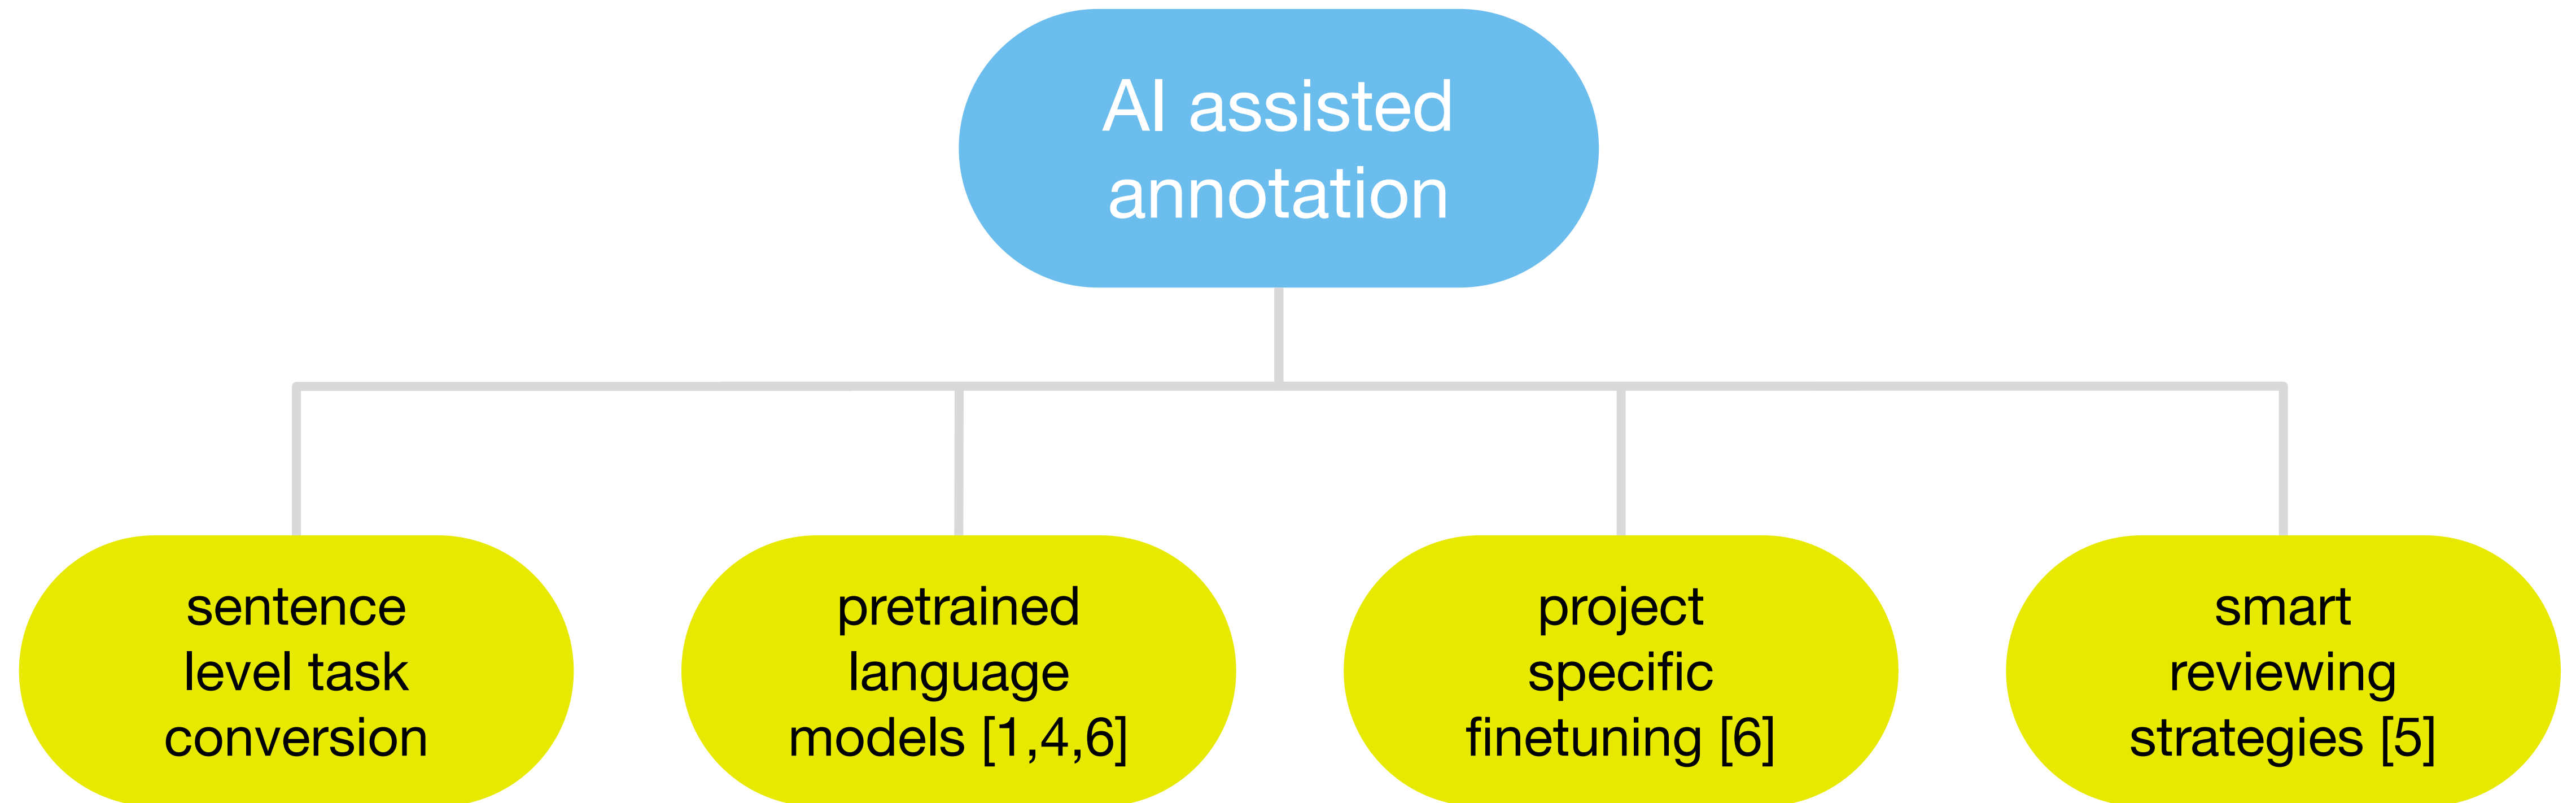 AI assisted
annotation
sentence
level task
conversion
pretrained
language
models [1,4,6]
project
specific
finetuning [6]
smart
reviewing
strategies [5]